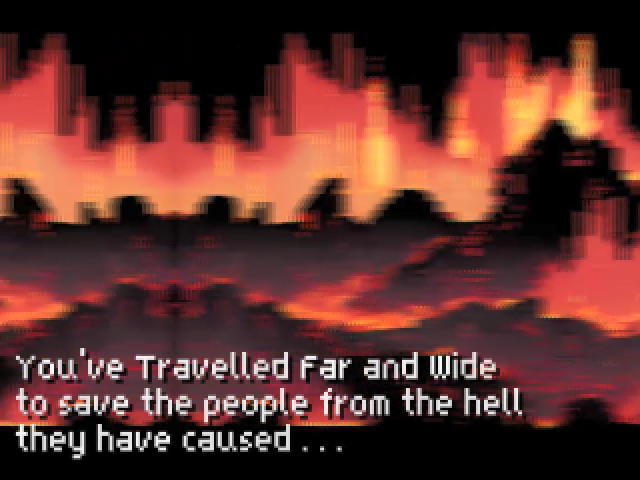 You've Travelled Far and Wide
to save the people from the hell
they have caused . . .